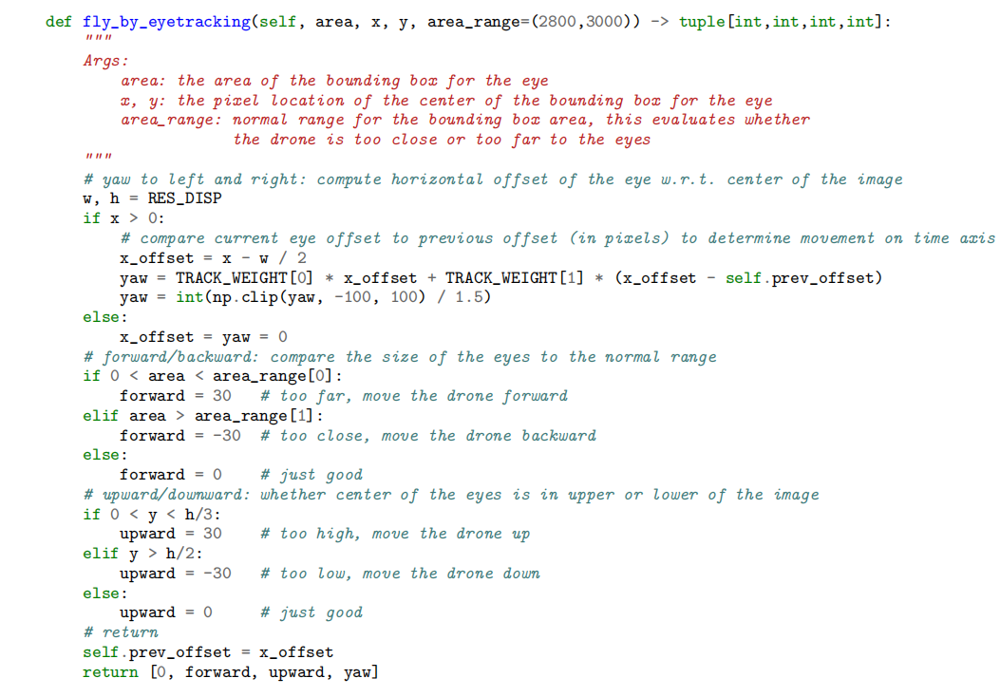 def fly_by_eyetracking(self, area, x, y, area_range=(2800,3000)) -> tuple[int,int,int,int]:
    """
    Args:
        area: the area of the bounding box for the eye
        x, y: the pixel location of the center of the bounding box for the eye
        area_range: normal range for the bounding box area, this evaluates whether
                    the drone is too close or too far to the eyes
    """
    # yaw to left and right: compute horizontal offset of the eye w.r.t. center of the image
    w, h = RES_DISP
    if x > 0:
        # compare current eye offset to previous offset (in pixels) to determine movement on time axis
        x_offset = x - w / 2
        yaw = TRACK_WEIGHT[0] * x_offset + TRACK_WEIGHT[1] * (x_offset - self.prev_offset)
        yaw = int(np.clip(yaw, -100, 100) / 1.5)
    else:
        x_offset = yaw = 0
    # forward/backward: compare the size of the eyes to the normal range
    if 0 < area < area_range[0]:
        forward = 30    # too far, move the drone forward
    elif area > area_range[1]:
        forward = -30   # too close, move the drone backward
    else:
        forward = 0     # just good
    # upward/downward: whether center of the eyes is in upper or lower of the image
    if 0 < y < h/3:
        upward = 30     # too high, move the drone up
    elif y > h/2:
        upward = -30    # too low, move the drone down
    else:
        upward = 0      # just good
    # return
    self.prev_offset = x_offset
    return [0, forward, upward, yaw]